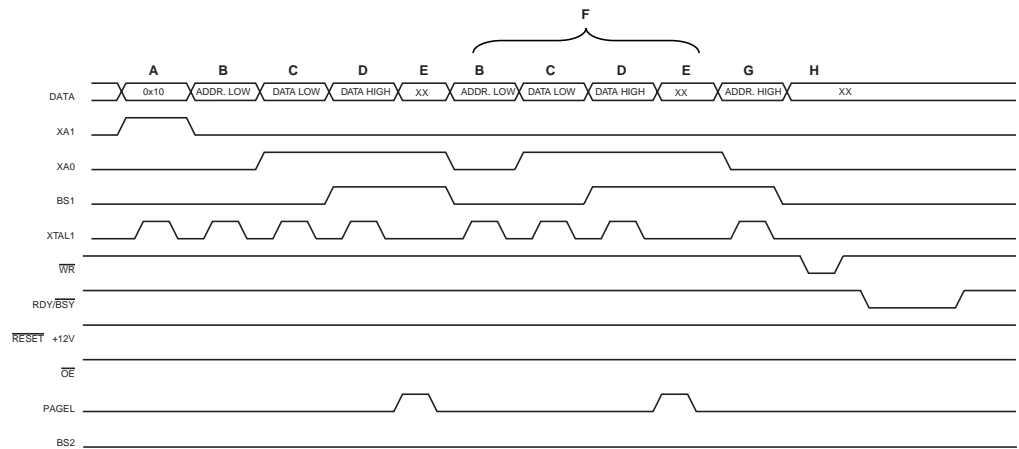 F
A B C D E B C D E G H
DATA 0x10 ADDR. LOW DATA LOW DATA HIGH XX ADDR. LOW DATA LOW DATA HIGH XX ADDR. HIGH XX
XA1
XA0
BS1
XTAL1
WR
RDY/BSY
RESET +12V
OE
PAGEL
BS2